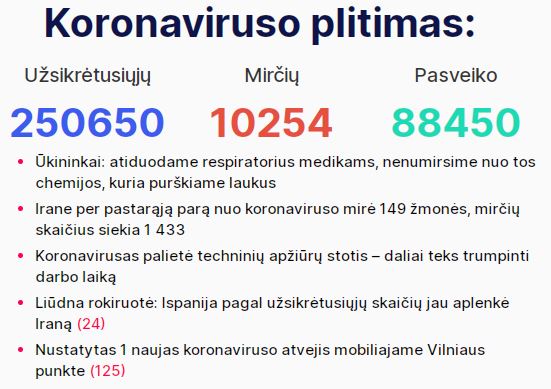 Koronaviruso plitimas:
Užsikrėtusiųjų Mirčių Pasveiko
250650 10254 88450
• Ūkininkai: atiduodame respiratorius medikams, nenumirsime nuo tos
chemijos, kuria purškiame laukus
• Irane per pastarąją parą nuo koronaviruso mirė 149 žmonės, mirčių
skaičius siekia 1 433
• Koronavirusas palietė techninių apžiūrų stotis – daliai teks trumpinti
darbo laiką
• Liūdna rokiruotė: Ispanija pagal užsikrėtusiųjų skaičių jau aplenkė
Iraną (24)
• Nustatytas 1 naujas koronaviruso atvejis mobiliajame Vilniaus
punkte (125)